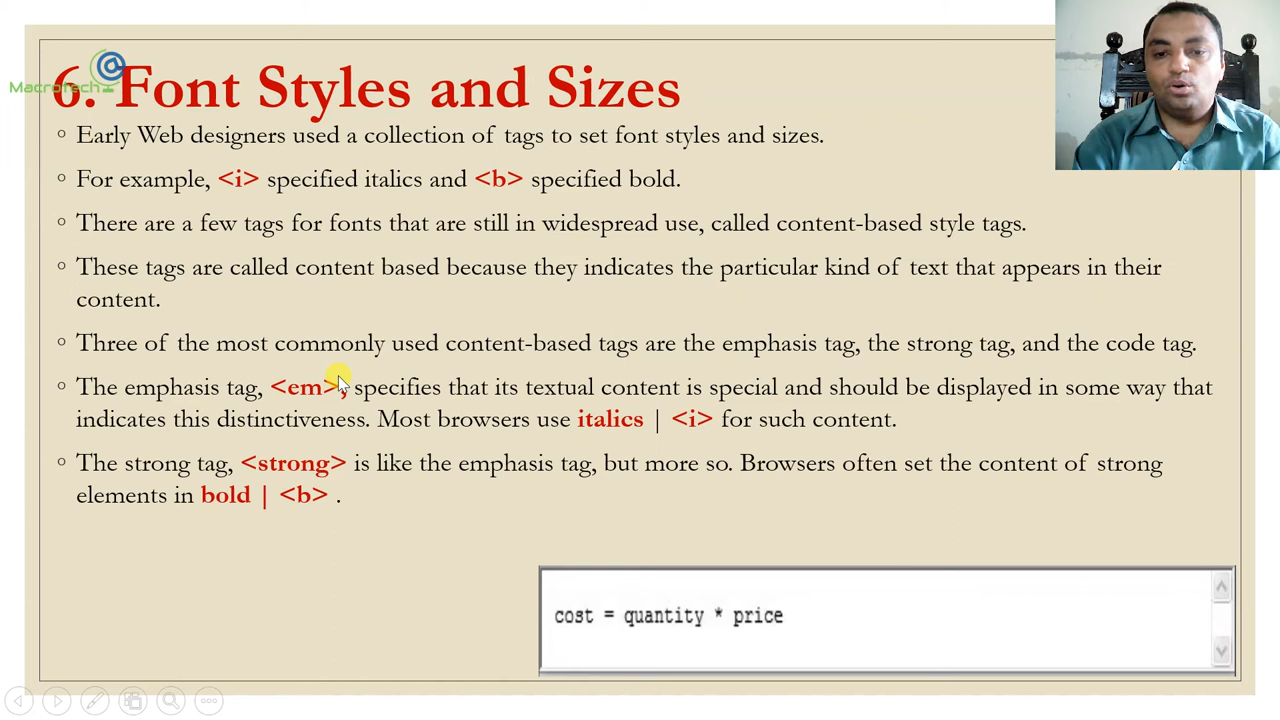 MacroTech
6. Font Styles and Sizes
Early Web designers used a collection of tags to set font styles and sizes.
For example, <i> specified italics and <b> specified bold.
There are a few tags for fonts that are still in widespread use, called content-based style tags.
These tags are called content based because they indicates the particular kind of text that appears in their
content.
Three of the most commonly used content-based tags are the emphasis tag, the strong tag, and the code tag.
The emphasis tag, <em>, specifies that its textual content is special and should be displayed in some way that
indicates this distinctiveness. Most browsers use italics | <i> for such content.
The strong tag, <strong> is like the emphasis tag, but more so. Browsers often set the content of strong
elements in bold | <b> .
cost = quantity * price